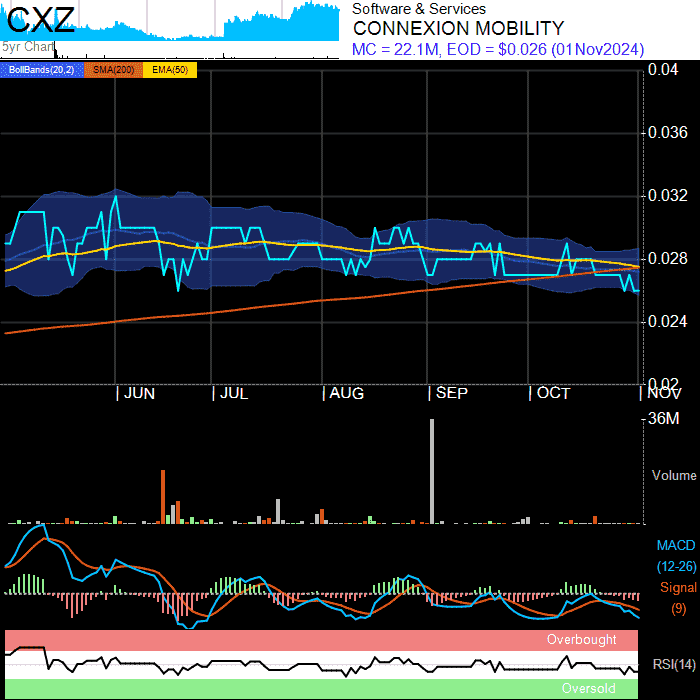 CXZ
5yr Chart
Software & Services
CONNEXION MOBILITY
MC = 22.1M, EOD = $0.026 (01Nov2024)
BollBands(20,2) SMA(200) EMA(50)
0.04
0.036
0.032
0.028
0.024
0.02
| JUN | JUL | AUG | SEP | OCT | NOV
36M
Volume
MACD
(12-26)
Signal
(9)
Overbought
RSI(14)
Oversold